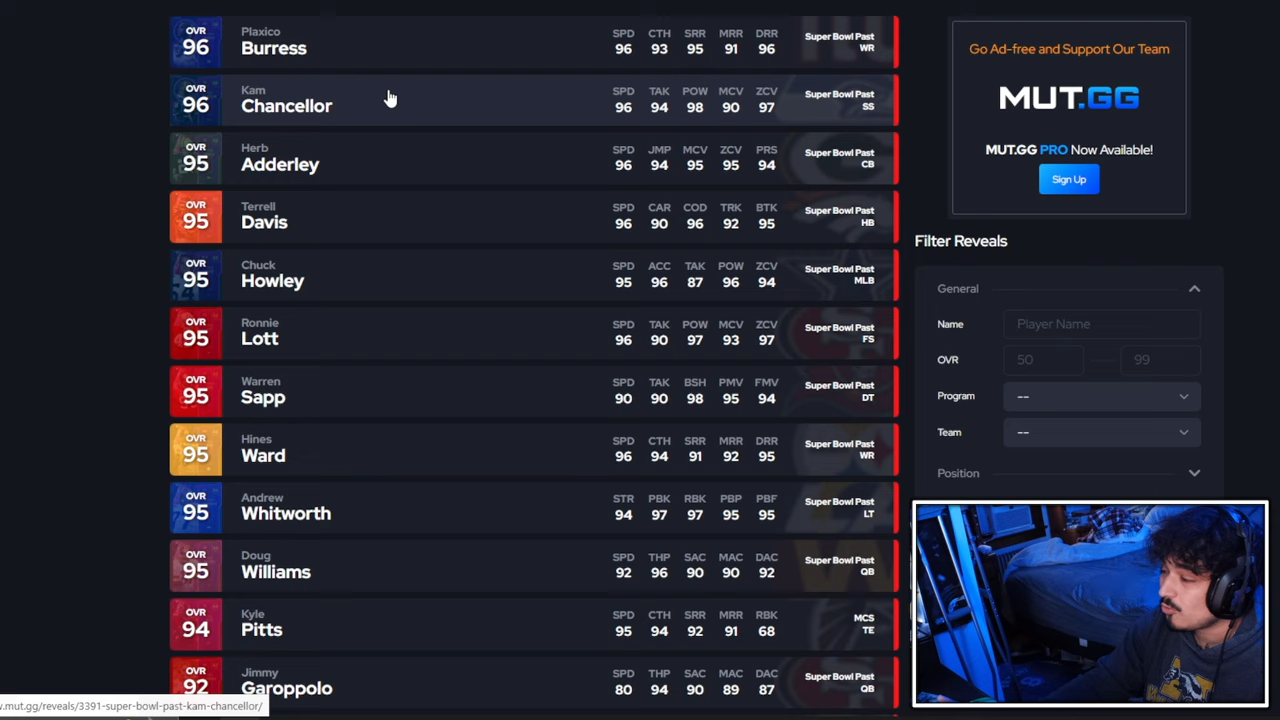 OVR
96
Plaxico
Burress
SPD CTH SRR MRR DRR
96 93 95 91 96
Super Bowl Past
WR
OVR
96
Kam
Chancellor
SPD TAK POW MCV ZCV
96 94 98 90 97
Super Bowl Past
SS
OVR
95
Herb
Adderley
SPD JMP MCV ZCV PRS
96 94 95 95 94
Super Bowl Past
CB
OVR
95
Terrell
Davis
SPD CAR COD TRK BTK
96 90 96 92 95
Super Bowl Past
HB
OVR
95
Chuck
Howley
SPD ACC TAK POW ZCV
95 96 87 96 94
Super Bowl Past
MLB
OVR
95
Ronnie
Lott
SPD TAK POW MCV ZCV
96 90 97 93 97
Super Bowl Past
FS
OVR
95
Warren
Sapp
SPD TAK BSH PMV FMV
90 90 98 95 94
Super Bowl Past
DT
OVR
95
Hines
Ward
SPD CTH SRR MRR DRR
96 94 91 92 95
Super Bowl Past
WR
OVR
95
Andrew
Whitworth
STR PBK RBK PBP PBF
94 97 97 95 95
Super Bowl Past
LT
OVR
95
Doug
Williams
SPD THP SAC MAC DAC
92 96 90 90 92
Super Bowl Past
QB
OVR
94
Kyle
Pitts
SPD CTH SRR MRR RBK
95 94 92 91 68
MCS
TE
OVR
92
Jimmy
Garoppolo
SPD THP SAC MAC DAC
80 94 90 89 87
Super Bowl Past
QB
w.mut.gg/reveals/3391-super-bowl-past-kam-chancellor/
Go Ad-free and Support Our Team
MUT.GG
MUT.GG PRO Now Available!
Sign Up
Filter Reveals
General
Name Player Name
OVR 50 99
Program --
Team --
Position